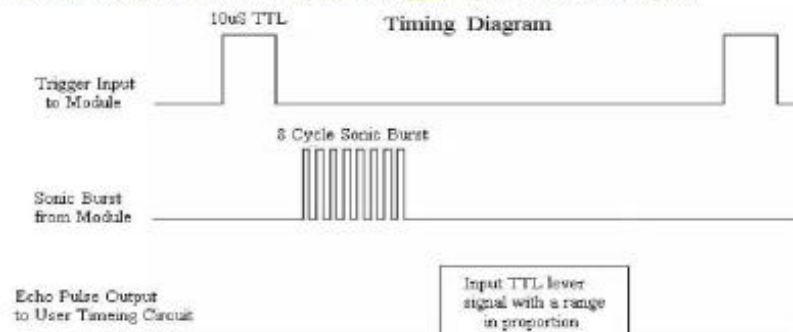 10uS TTL
Timing Diagram
Trigger Input
to Module
8 Cycle Sonic Burst
Sonic Burst
from Module
Echo Pulse Output
to User Timeing Circuit
Input TTL lever
signal with a range
in proportion